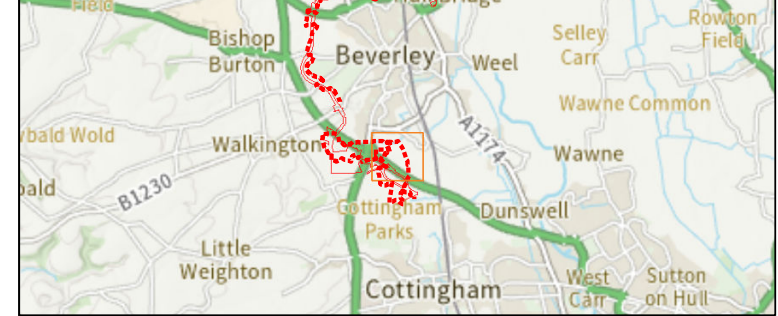 Field
Bishop
Burton
Beverley
Weel
Selley
Carr
Rowton
Field
Wawne Common
A1174
Walkington
Wawne
B1230
Cottingham
Parks
Dunswell
Little
Weighton
Cottingham
West
Carr
Sutton
on Hull